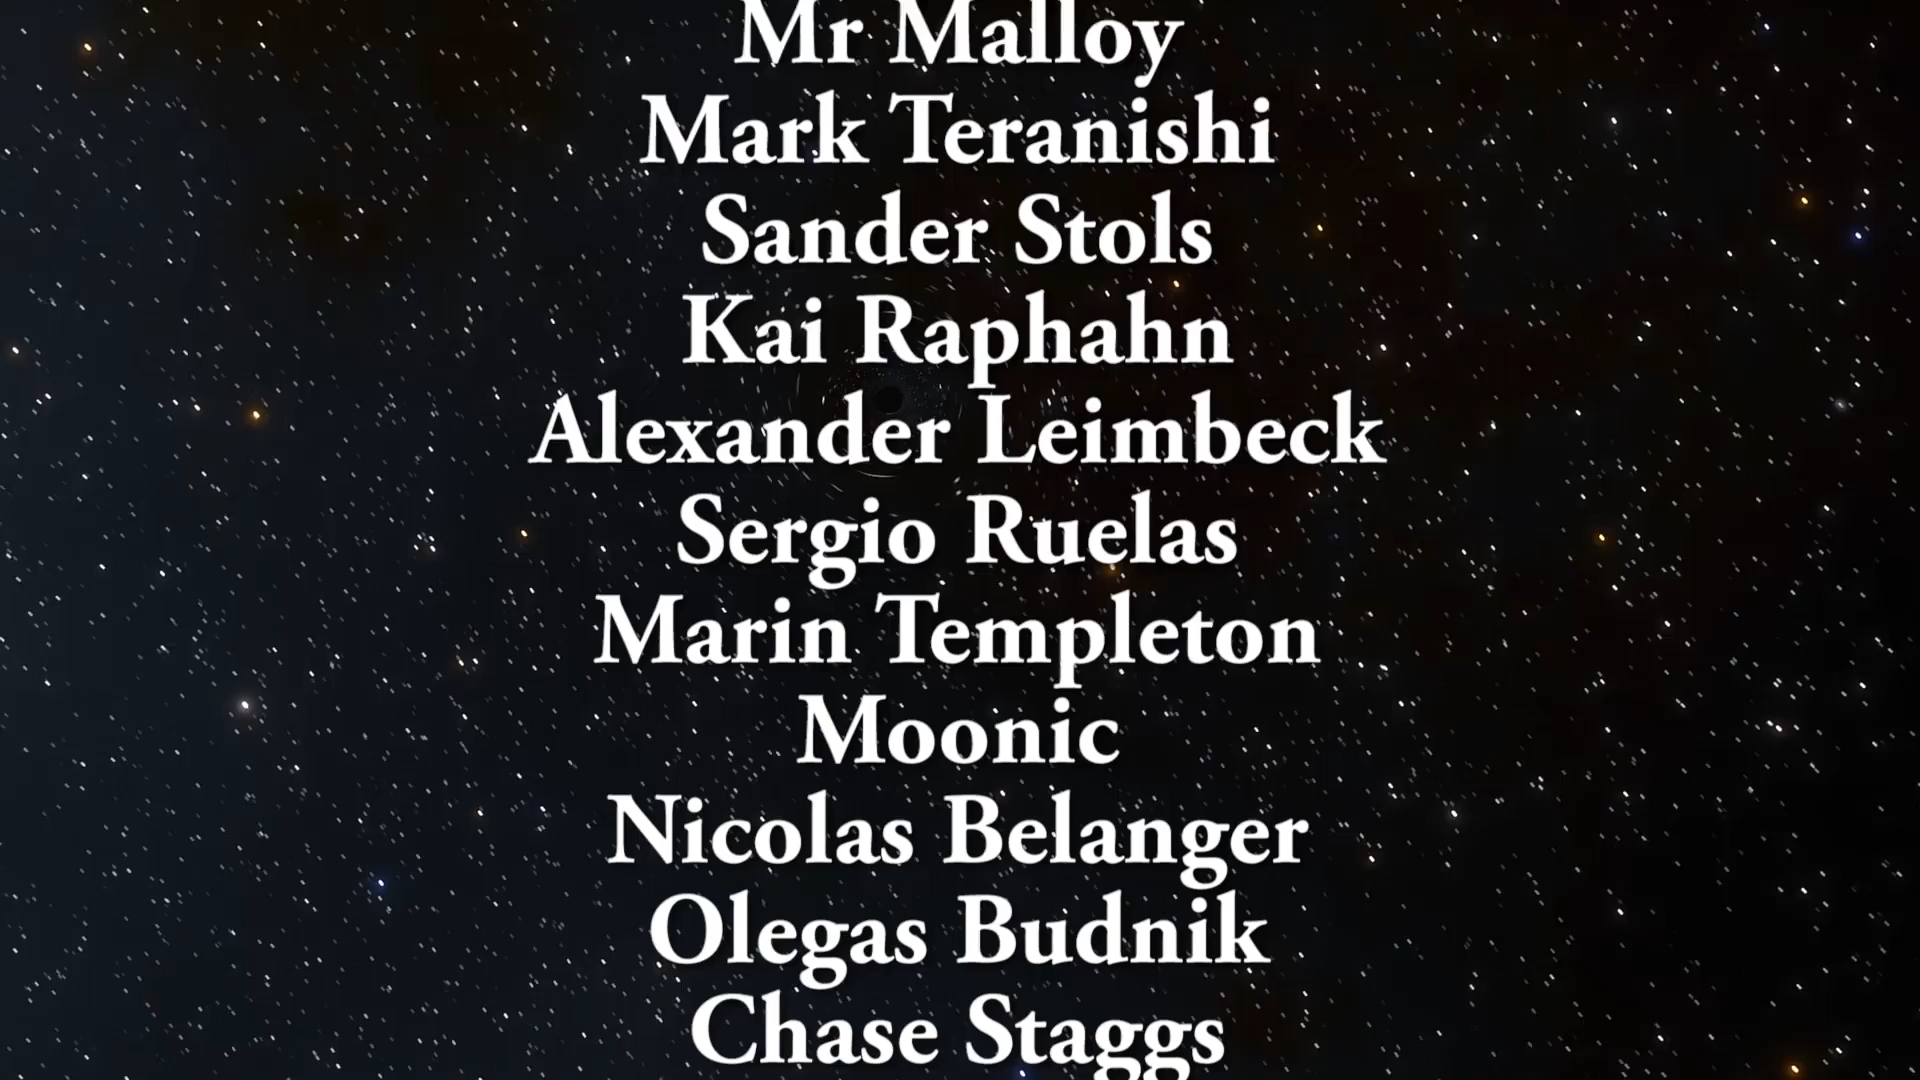 Mr Malloy
Mark Teranishi
Sander Stols
Kai Raphahn
Alexander Leimbeck
Sergio Ruelas
Marin Templeton
Moonic
Nicolas Belanger
Olegas Budnik
Chase Staggs